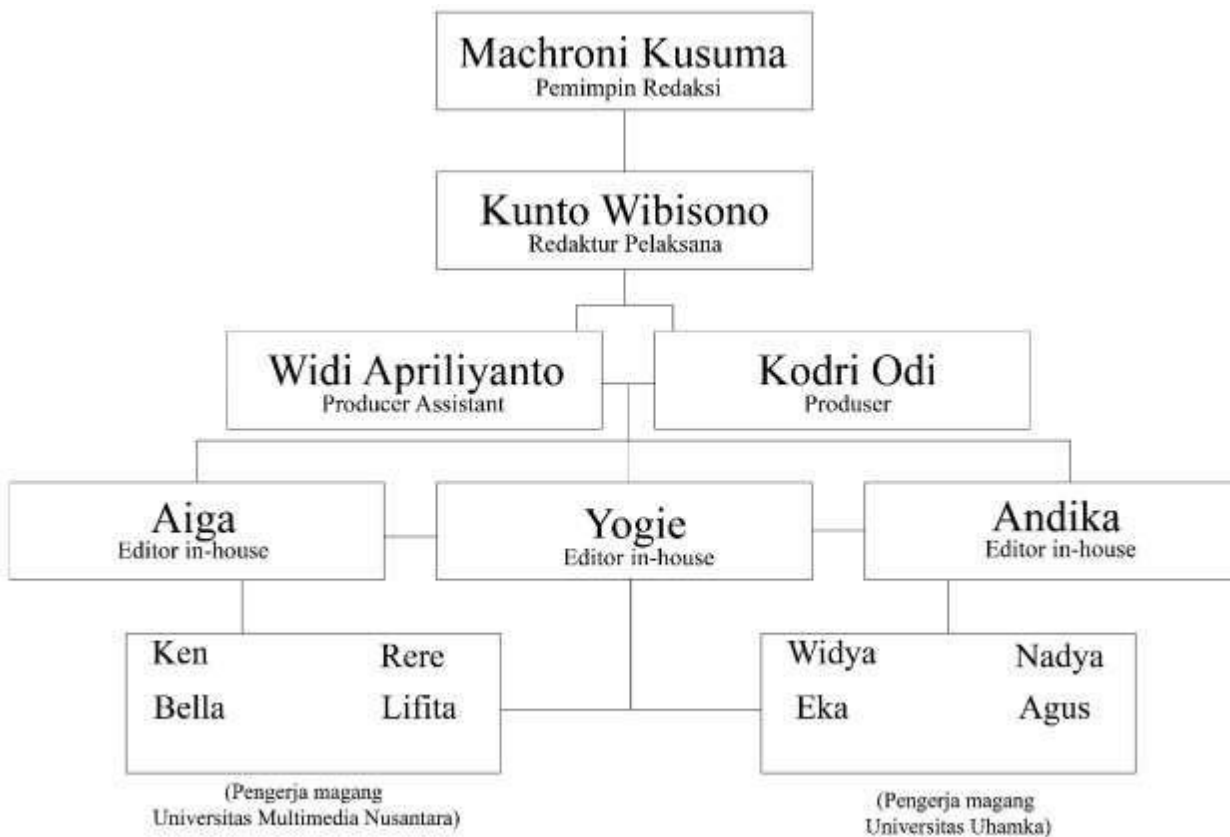 Machroni Kusuma
Pemimpin Redaksi
Kunto Wibisono
Redaktur Pelaksana
Widi Apriliyanto
Producer Assistant
Kodri Odi
Produser
Aiga
Editor in-house
Yogie
Editor in-house
Andika
Editor in-house
Ken Rere
Bella Lifita
Widya Nadya
Eka Agus
(Pengerja magang
Universitas Multimedia Nusantara)
(Pengerja magang
Universitas Uhamka)